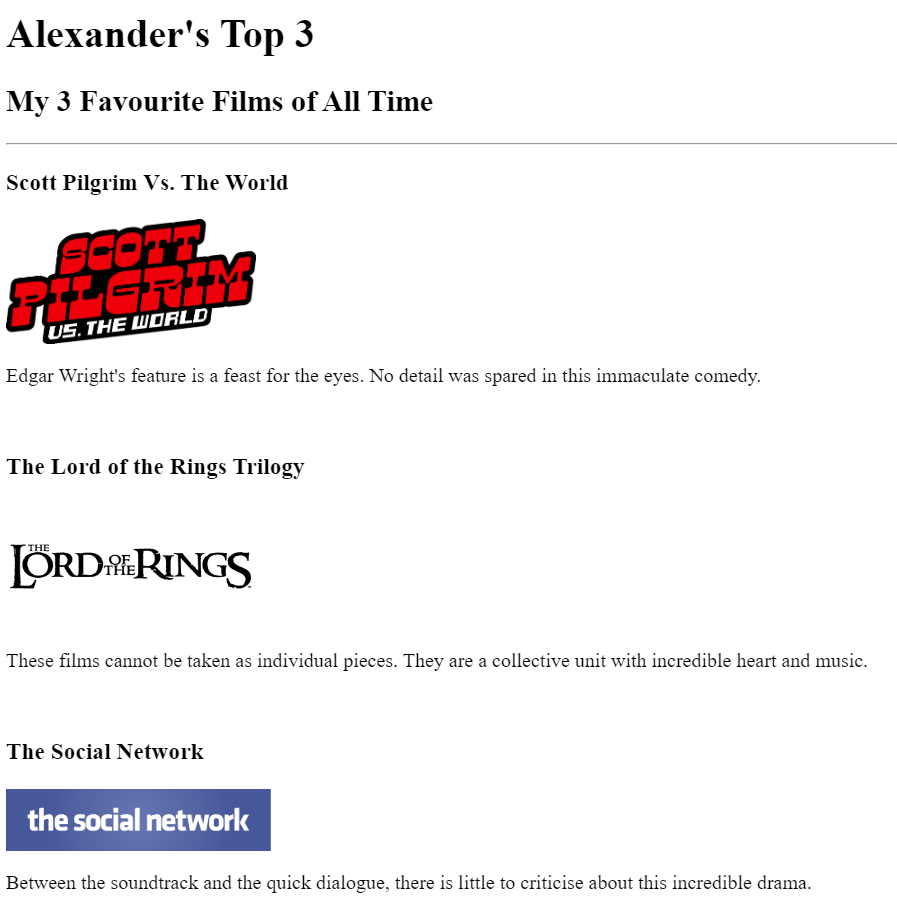 Alexander's Top 3
My 3 Favourite Films of All Time
Scott Pilgrim Vs. The World
SCOTT
PILGRIM
VS. THE WORLD
Edgar Wright's feature is a feast for the eyes. No detail was spared in this immaculate comedy.
The Lord of the Rings Trilogy
THE LORD OF THE RINGS
These films cannot be taken as individual pieces. They are a collective unit with incredible heart and music.
The Social Network
the social network
Between the soundtrack and the quick dialogue, there is little to criticise about this incredible drama.